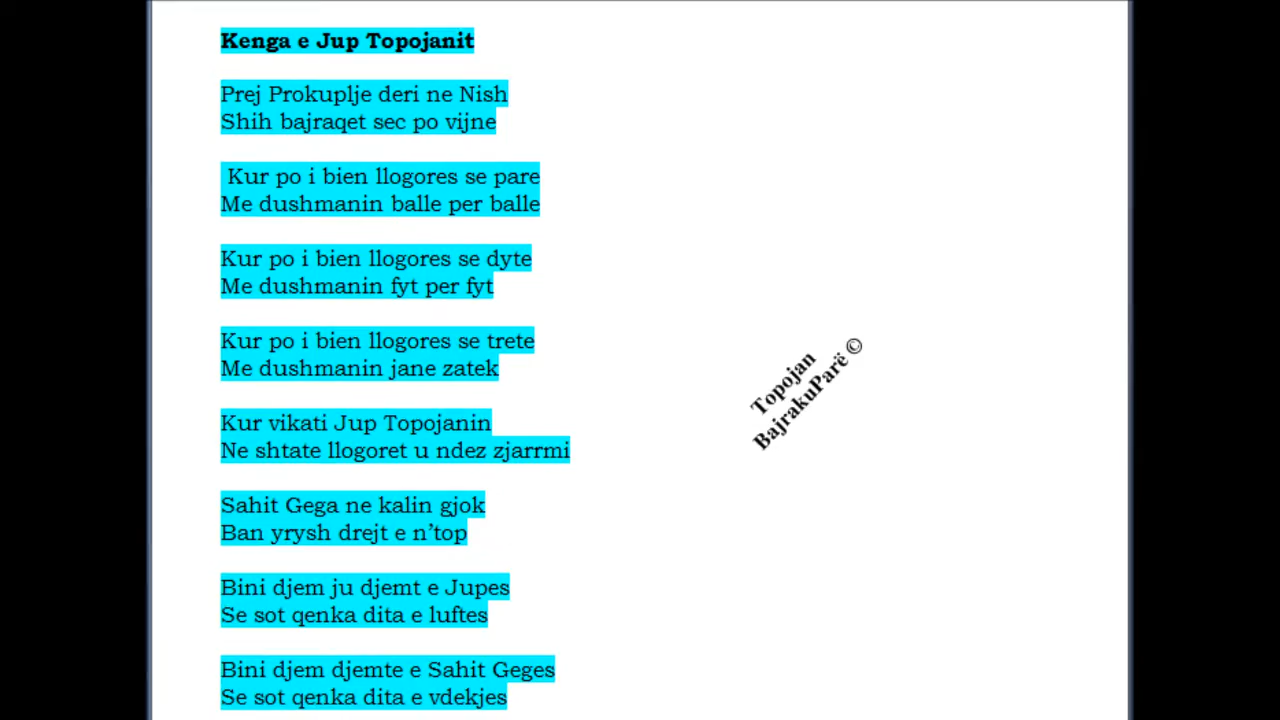 Kenga e Jup Topojanit
Prej Prokuplje deri ne Nish
Shih bajraqet sec po vijne
Kur po i bien llogores se pare
Me dushmanin balle per balle
Kur po i bien llogores se dyte
Me dushmanin fyt per fyt
Kur po i bien llogores se trete
Me dushmanin jane zatek
Kur vikati Jup Topojanin
Ne shtate llogoret u ndez zjarrmi
Sahit Gega ne kalin gjok
Ban yrysh drejt e n’top
Bini djem ju djemt e Jupes
Se sot qenka dita e luftes
Bini djem djemte e Sahit Geges
Se sot qenka dita e vdekjes
Topojan
BajrakuParë ©